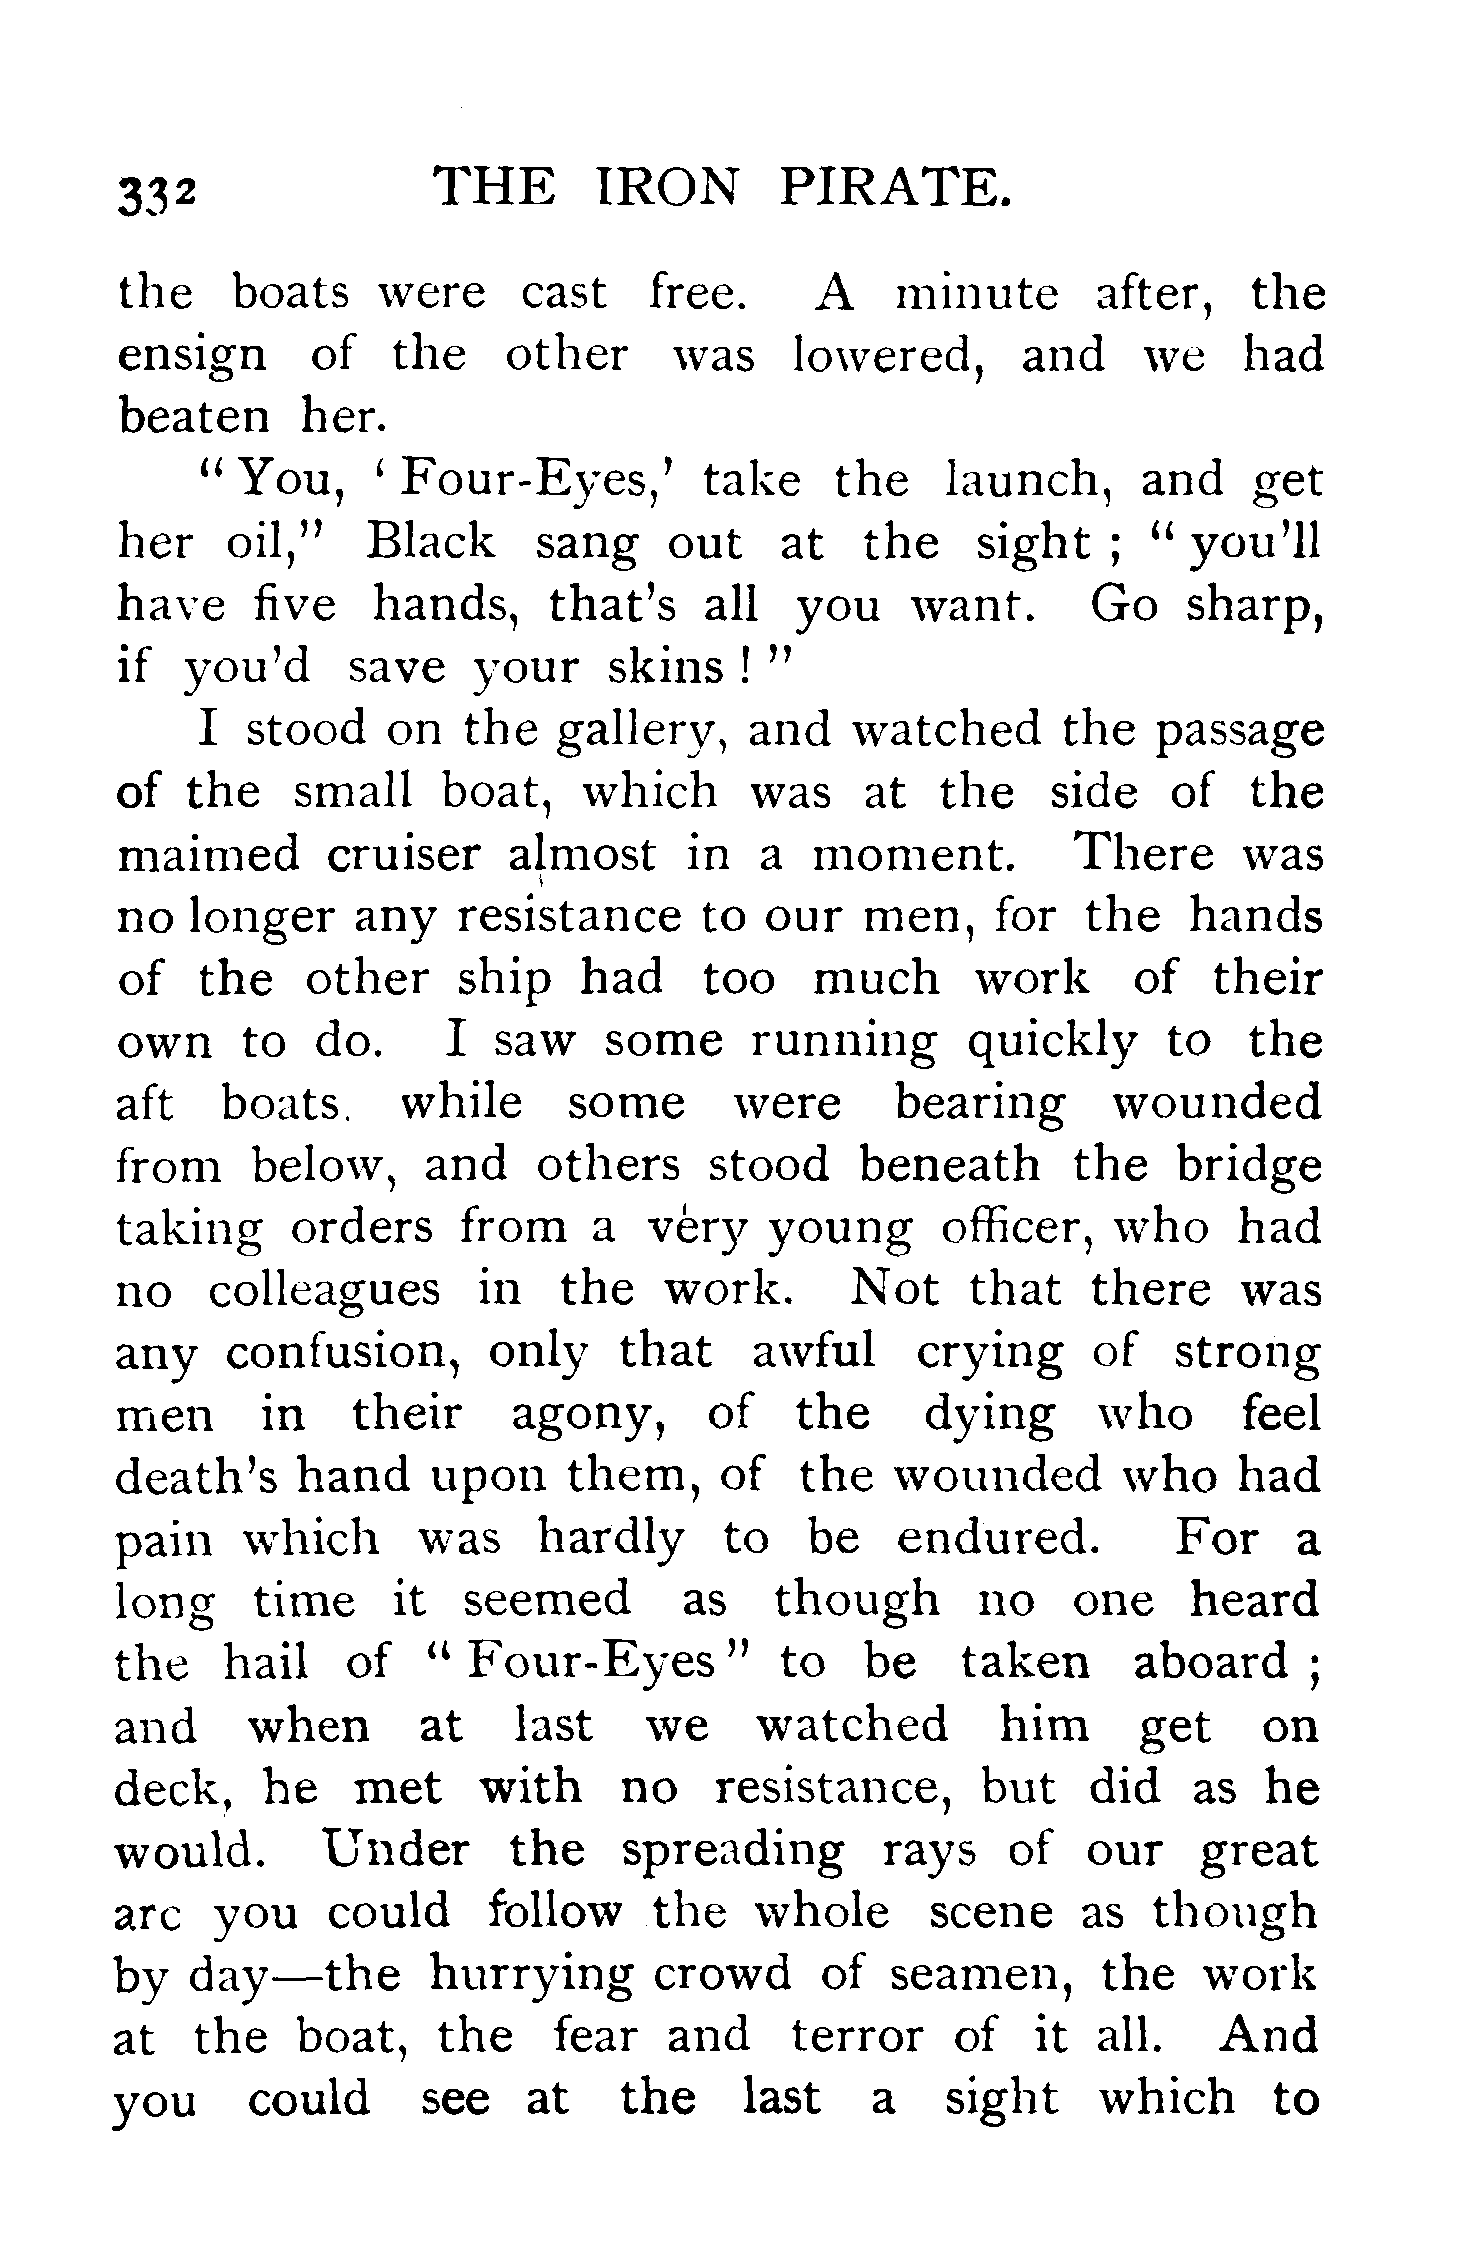 332 THE IRON PIRATE.
the boats were cast free. A minute after, the
ensign of the other was lowered, and we had
beaten her.
“ You, ‘ Four-Eyes,’ take the launch, and get
her oil,” Black sang out at the sight ; “ you’ll
have five hands, that’s all you want. Go sharp,
if you’d save your skins ! ”
I stood on the gallery, and watched the passage
of the small boat, which was at the side of the
maimed cruiser almost in a moment. There was
no longer any resistance to our men, for the hands
of the other ship had too much work of their
own to do. I saw some running quickly to the
aft boats. while some were bearing wounded
from below, and others stood beneath the bridge
taking orders from a very young officer, who had
no colleagues in the work. Not that there was
any confusion, only that awful crying of strong
men in their agony, of the dying who feel
death’s hand upon them, of the wounded who had
pain which was hardly to be endured. For a
long time it seemed as though no one heard
the hail of “ Four-Eyes ” to be taken aboard ;
and when at last we watched him get on
deck, he met with no resistance, but did as he
would. Under the spreading rays of our great
arc you could follow the whole scene as though
by day—the hurrying crowd of seamen, the work
at the boat, the fear and terror of it all. And
you could see at the last a sight which to